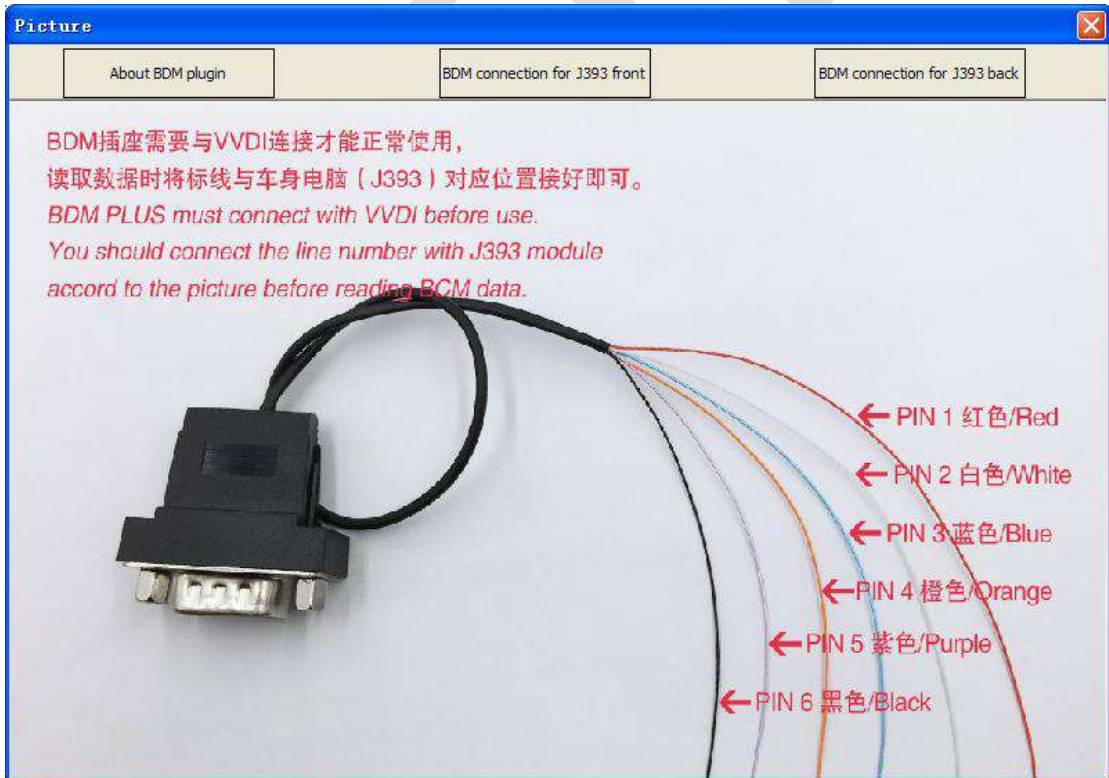 Picture
About BDM plugin
BDM connection for J393 front
BDM connection for J393 back
BDM插座需要与VVDI连接才能正常使用，
读取数据时将标线与车身电脑（J393）对应位置接好即可。
BDM PLUS must connect with VVDI before use.
You should connect the line number with J393 module
accord to the picture before reading BCM data.
PIN 1 红色/Red
PIN 2 白色/White
PIN 3 蓝色/Blue
PIN 4 橙色/Orange
PIN 5 紫色/Purple
PIN 6 黑色/Black